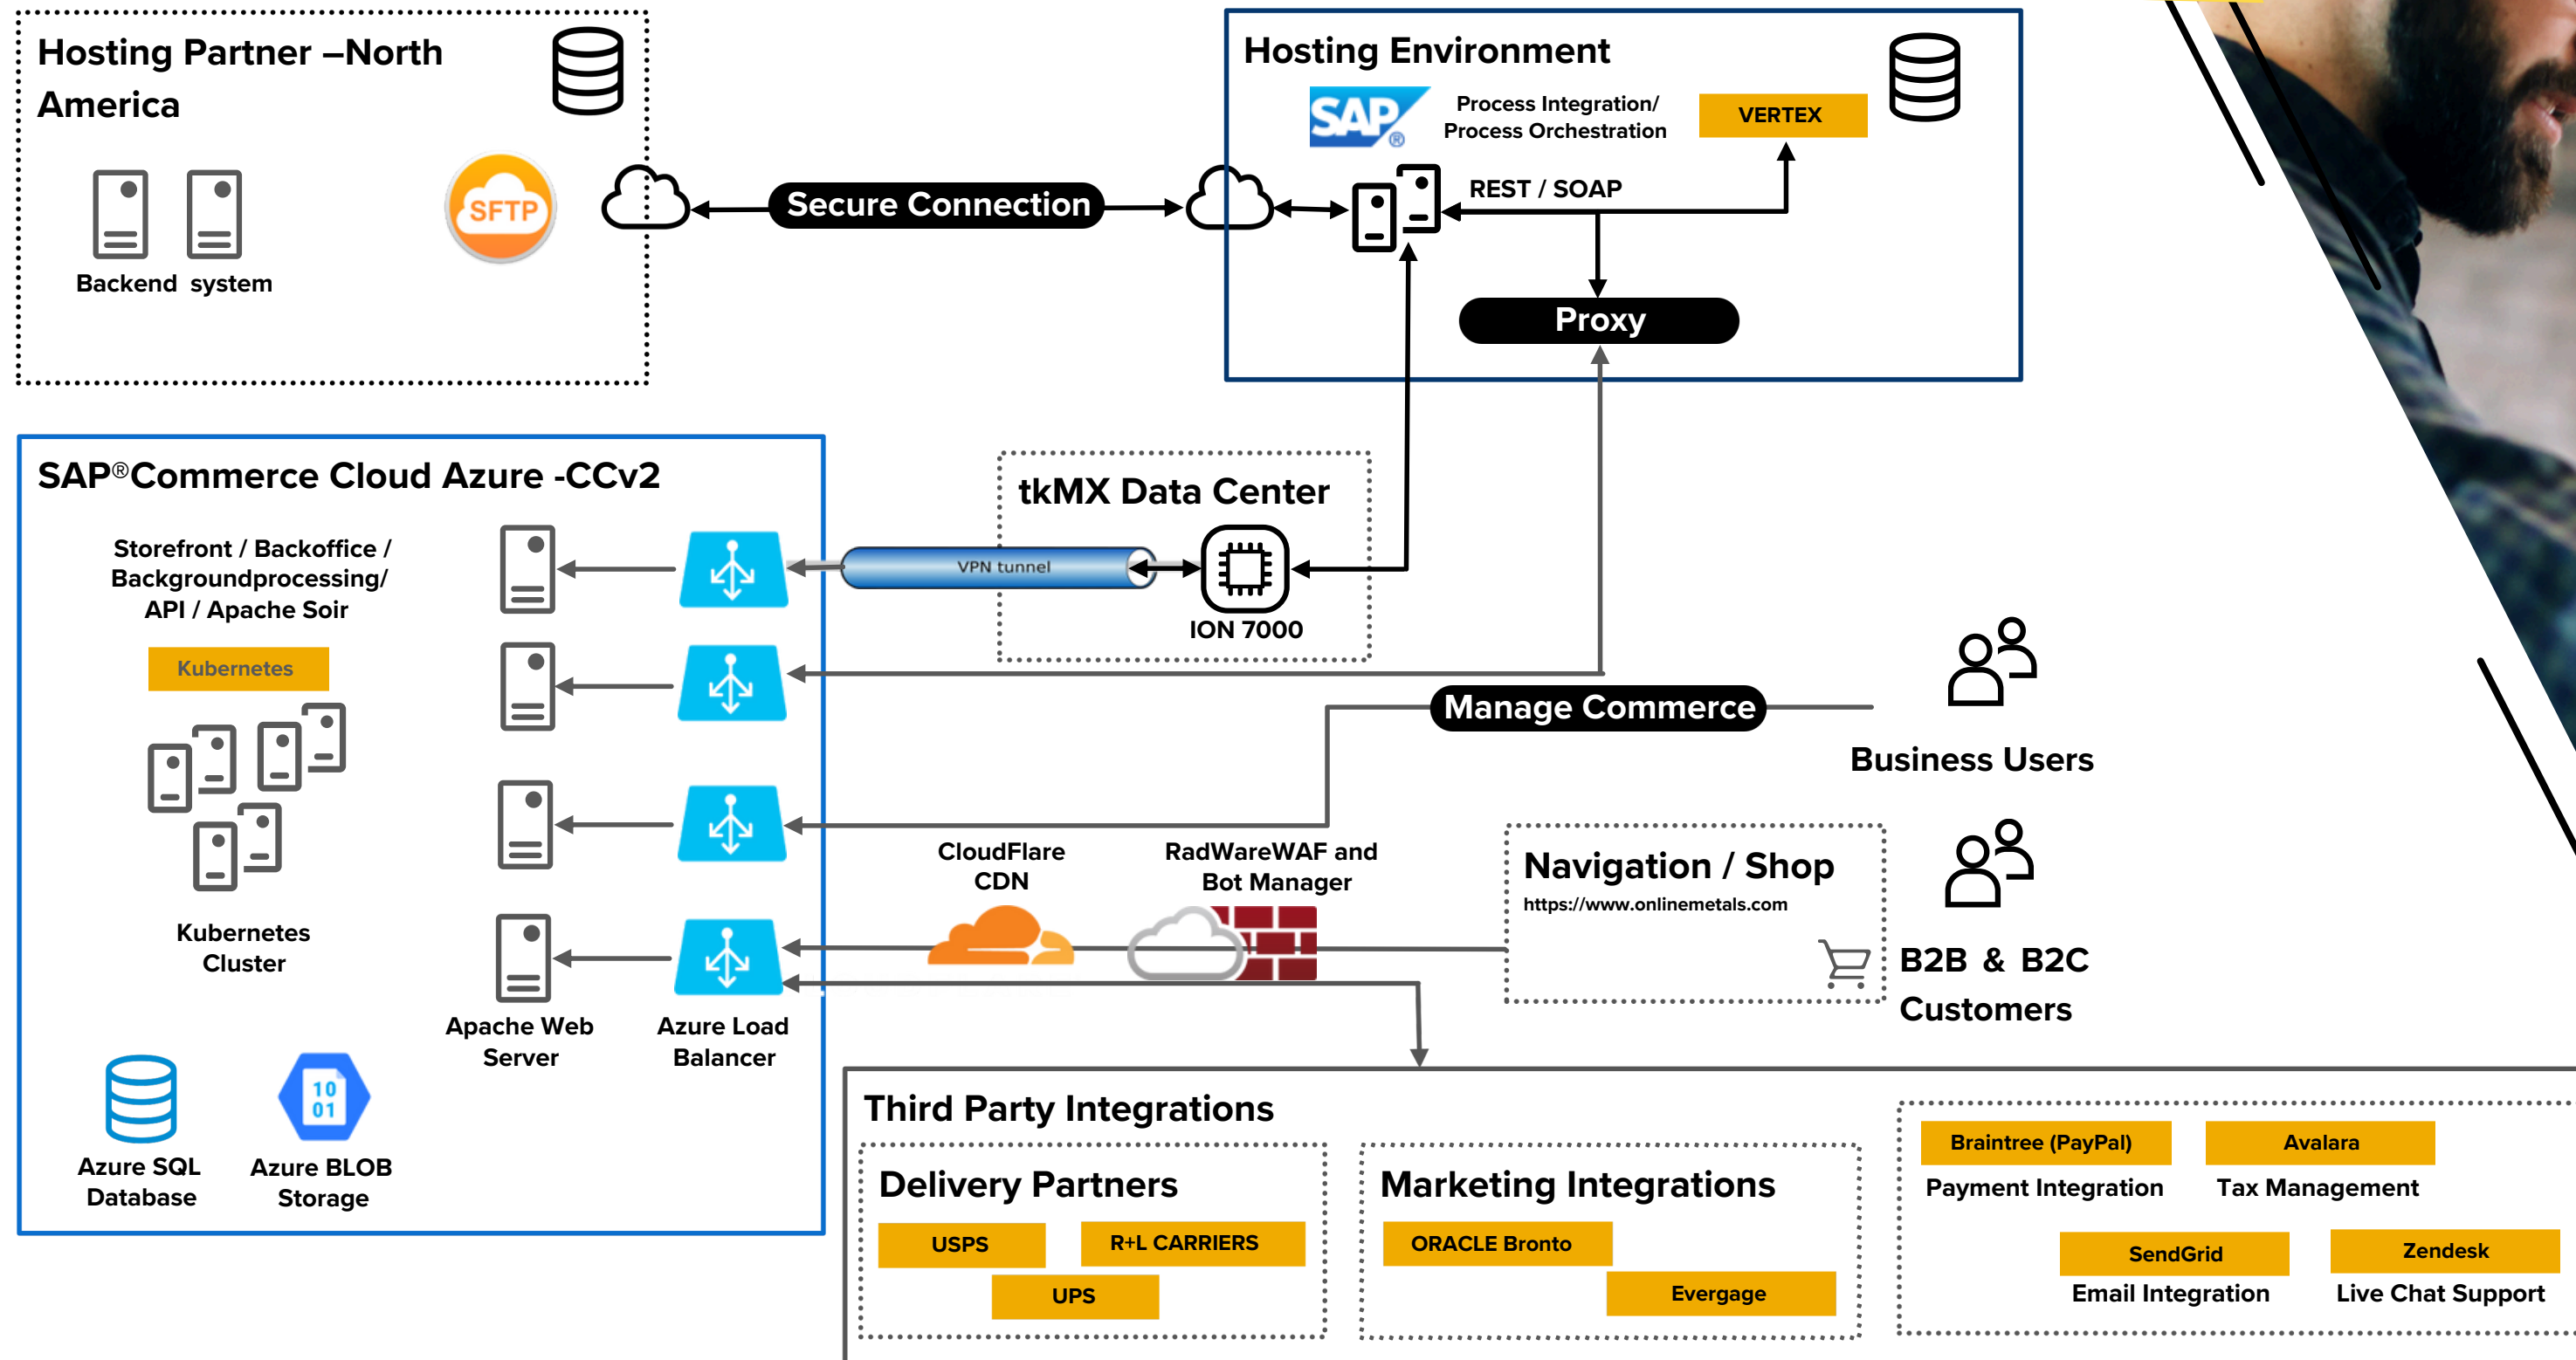 Hosting Partner –North
America
SFTP
Backend system
Secure Connection
Hosting Environment
SAP®
Process Integration/
Process Orchestration
VERTEX
REST / SOAP
Proxy
SAP®Commerce Cloud Azure -CCv2
Storefront / Backoffice /
Backgroundprocessing/
API / Apache Soir
Kubernetes
Kubernetes
Cluster
Apache Web
Server
Azure Load
Balancer
10
01
Azure SQL
Database
Azure BLOB
Storage
tkMX Data Center
VPN tunnel
ION 7000
Manage Commerce
Business Users
CloudFlare
CDN
RadWareWAF and
Bot Manager
Navigation / Shop
https://www.onlinemetals.com
B2B & B2C
Customers
Third Party Integrations
Delivery Partners
USPS
R+L CARRIERS
UPS
Marketing Integrations
ORACLE Bronto
Evergage
Braintree (PayPal)
Payment Integration
Avalara
Tax Management
SendGrid
Email Integration
Zendesk
Live Chat Support